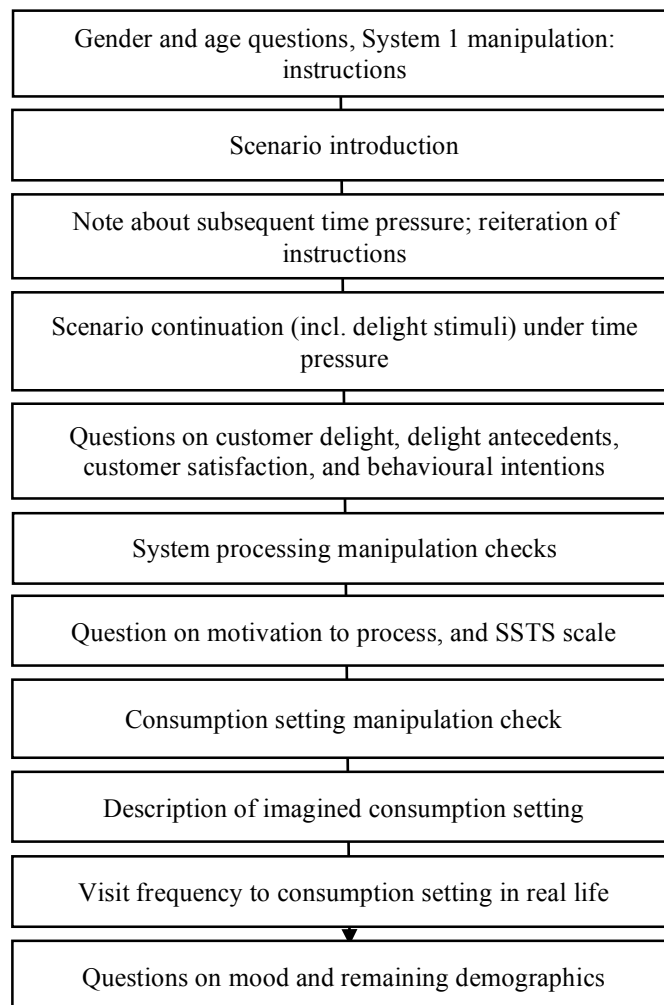 Gender and age questions, System 1 manipulation:
instructions
Scenario introduction
Note about subsequent time pressure; reiteration of
instructions
Scenario continuation (incl. delight stimuli) under time
pressure
Questions on customer delight, delight antecedents,
customer satisfaction, and behavioural intentions
System processing manipulation checks
Question on motivation to process, and SSTS scale
Consumption setting manipulation check
Description of imagined consumption setting
Visit frequency to consumption setting in real life
Questions on mood and remaining demographics